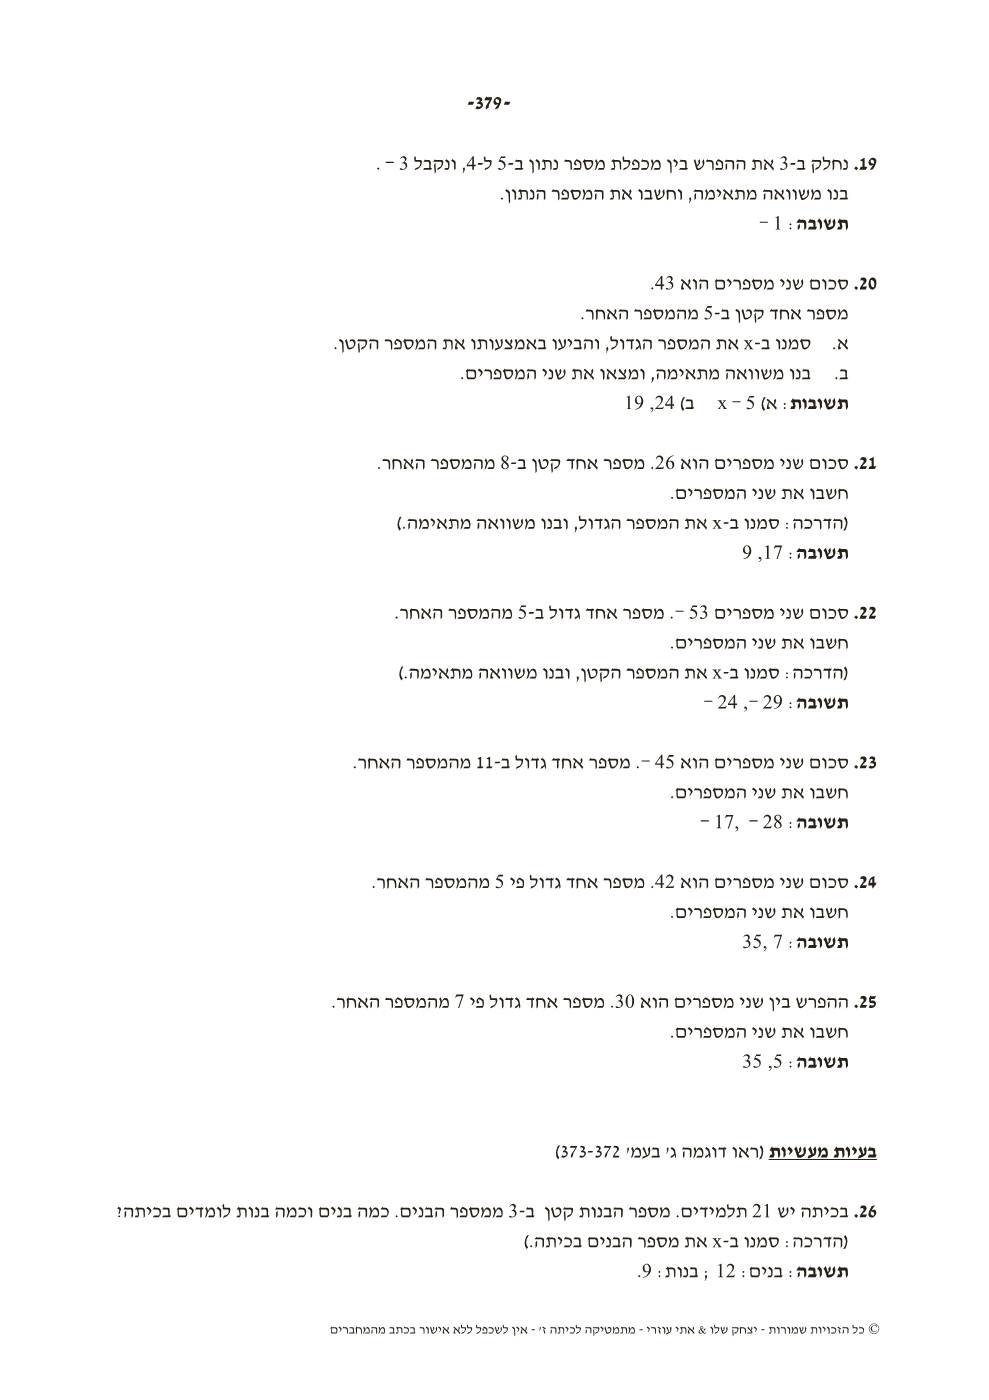 -379-
19. נחלק ב-3 את ההפרש בין מכפלת מספר נתון ב-5 ל-4, ונקבל 3 − .
בנו משוואה מתאימה, וחשבו את המספר הנתון.
תשובה : 1 −
20. סכום שני מספרים הוא 43.
מספר אחד קטן ב-5 מהמספר האחר.
א. סמנו ב-x את המספר הגדול, והביעו באמצעותו את המספר הקטן.
ב. בנו משוואה מתאימה, ומצאו את שני המספרים.
תשובות : א) x − 5 ב) 24, 19
21. סכום שני מספרים הוא 26. מספר אחד קטן ב-8 מהמספר האחר.
חשבו את שני המספרים.
(הדרכה : סמנו ב-x את המספר הגדול, ובנו משוואה מתאימה.)
תשובה : 17, 9
22. סכום שני מספרים 53 −. מספר אחד גדול ב-5 מהמספר האחר.
חשבו את שני המספרים.
(הדרכה : סמנו ב-x את המספר הקטן, ובנו משוואה מתאימה.)
תשובה : 29 −, 24 −
23. סכום שני מספרים הוא 45 −. מספר אחד גדול ב-11 מהמספר האחר.
חשבו את שני המספרים.
תשובה : 28 − ,17 −
24. סכום שני מספרים הוא 42. מספר אחד גדול פי 5 מהמספר האחר.
חשבו את שני המספרים.
תשובה : 7 ,35
25. ההפרש בין שני מספרים הוא 30. מספר אחד גדול פי 7 מהמספר האחר.
חשבו את שני המספרים.
תשובה : 5, 35
בעיות מעשיות (ראו דוגמה ג' בעמ' 373-372)
26. בכיתה יש 21 תלמידים. מספר הבנות קטן ב-3 ממספר הבנים. כמה בנים וכמה בנות לומדים בכיתה?
(הדרכה : סמנו ב-x את מספר הבנים בכיתה.)
תשובה : בנים : 12 ; בנות : 9.
© כל הזכויות שמורות - יצחק שלו & אתי עוזרי - מתמטיקה לכיתה ז' - אין לשכפל ללא אישור בכתב מהמחברים